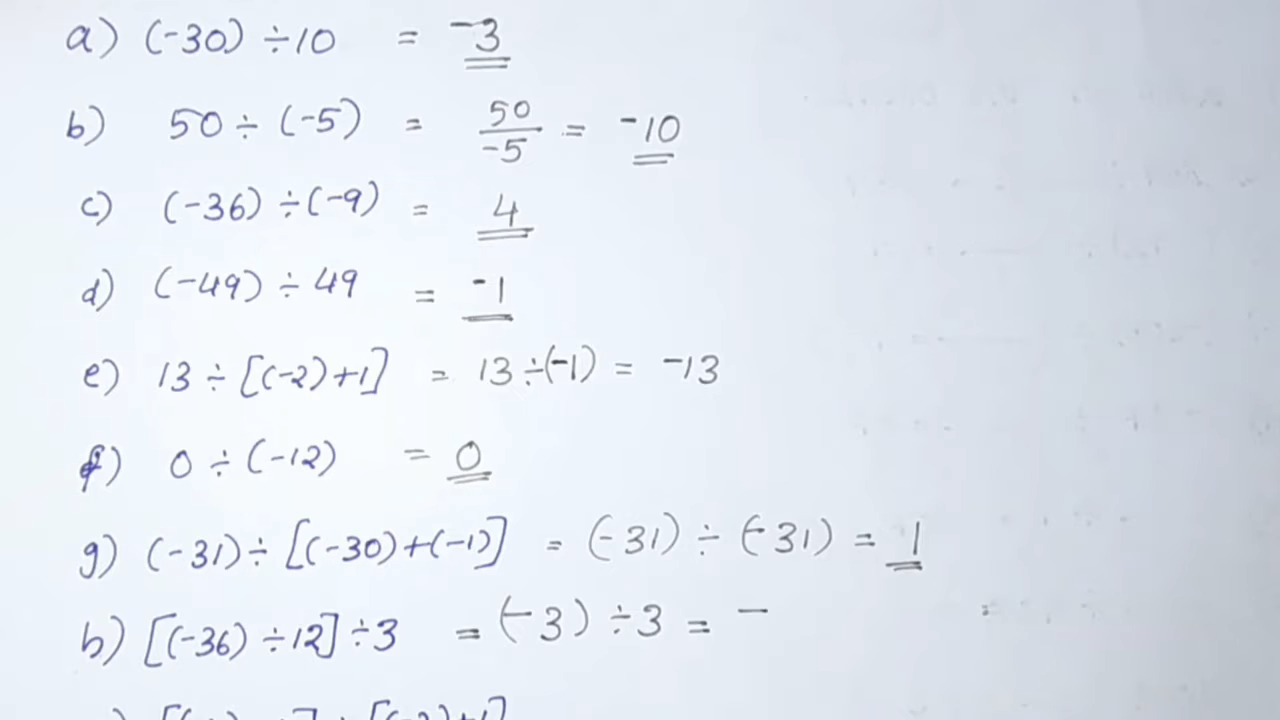 a) (-30) ÷ 10 = -3
b) 50 ÷ (-5) = 50/-5 = -10
c) (-36) ÷ (-9) = 4
d) (-49) ÷ 49 = -1
e) 13 ÷ [(-2)+1] = 13 ÷ (-1) = -13
f) 0 ÷ (-12) = 0
g) (-31) ÷ [(-30)+(-1)] = (-31) ÷ (-31) = 1
h) [(-36) ÷ 12] ÷ 3 = (-3) ÷ 3 = -